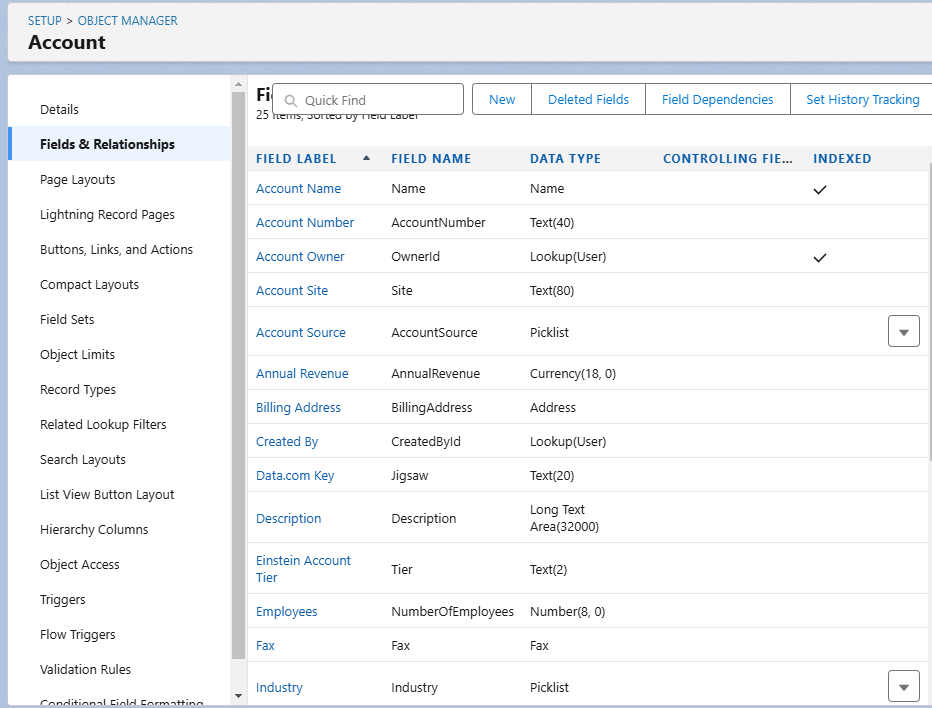 SETUP > OBJECT MANAGER
Account
Details
Fields & Relationships
Page Layouts
Lightning Record Pages
Buttons, Links, and Actions
Compact Layouts
Field Sets
Object Limits
Record Types
Related Lookup Filters
Search Layouts
List View Button Layout
Hierarchy Columns
Object Access
Triggers
Flow Triggers
Validation Rules
Conditional Field Formatting
Quick Find
New
Deleted Fields
Field Dependencies
Set History Tracking
25 Items, Sorted by Field Label
FIELD LABEL FIELD NAME DATA TYPE CONTROLLING FIE... INDEXED
Account Name Name Name
Account Number AccountNumber Text(40)
Account Owner OwnerId Lookup(User)
Account Site Site Text(80)
Account Source AccountSource Picklist
Annual Revenue AnnualRevenue Currency(18, 0)
Billing Address BillingAddress Address
Created By CreatedById Lookup(User)
Data.com Key Jigsaw Text(20)
Description Description Long Text
Area(32000)
Einstein Account
Tier Tier Text(2)
Employees NumberOfEmployees Number(8, 0)
Fax Fax Fax
Industry Industry Picklist